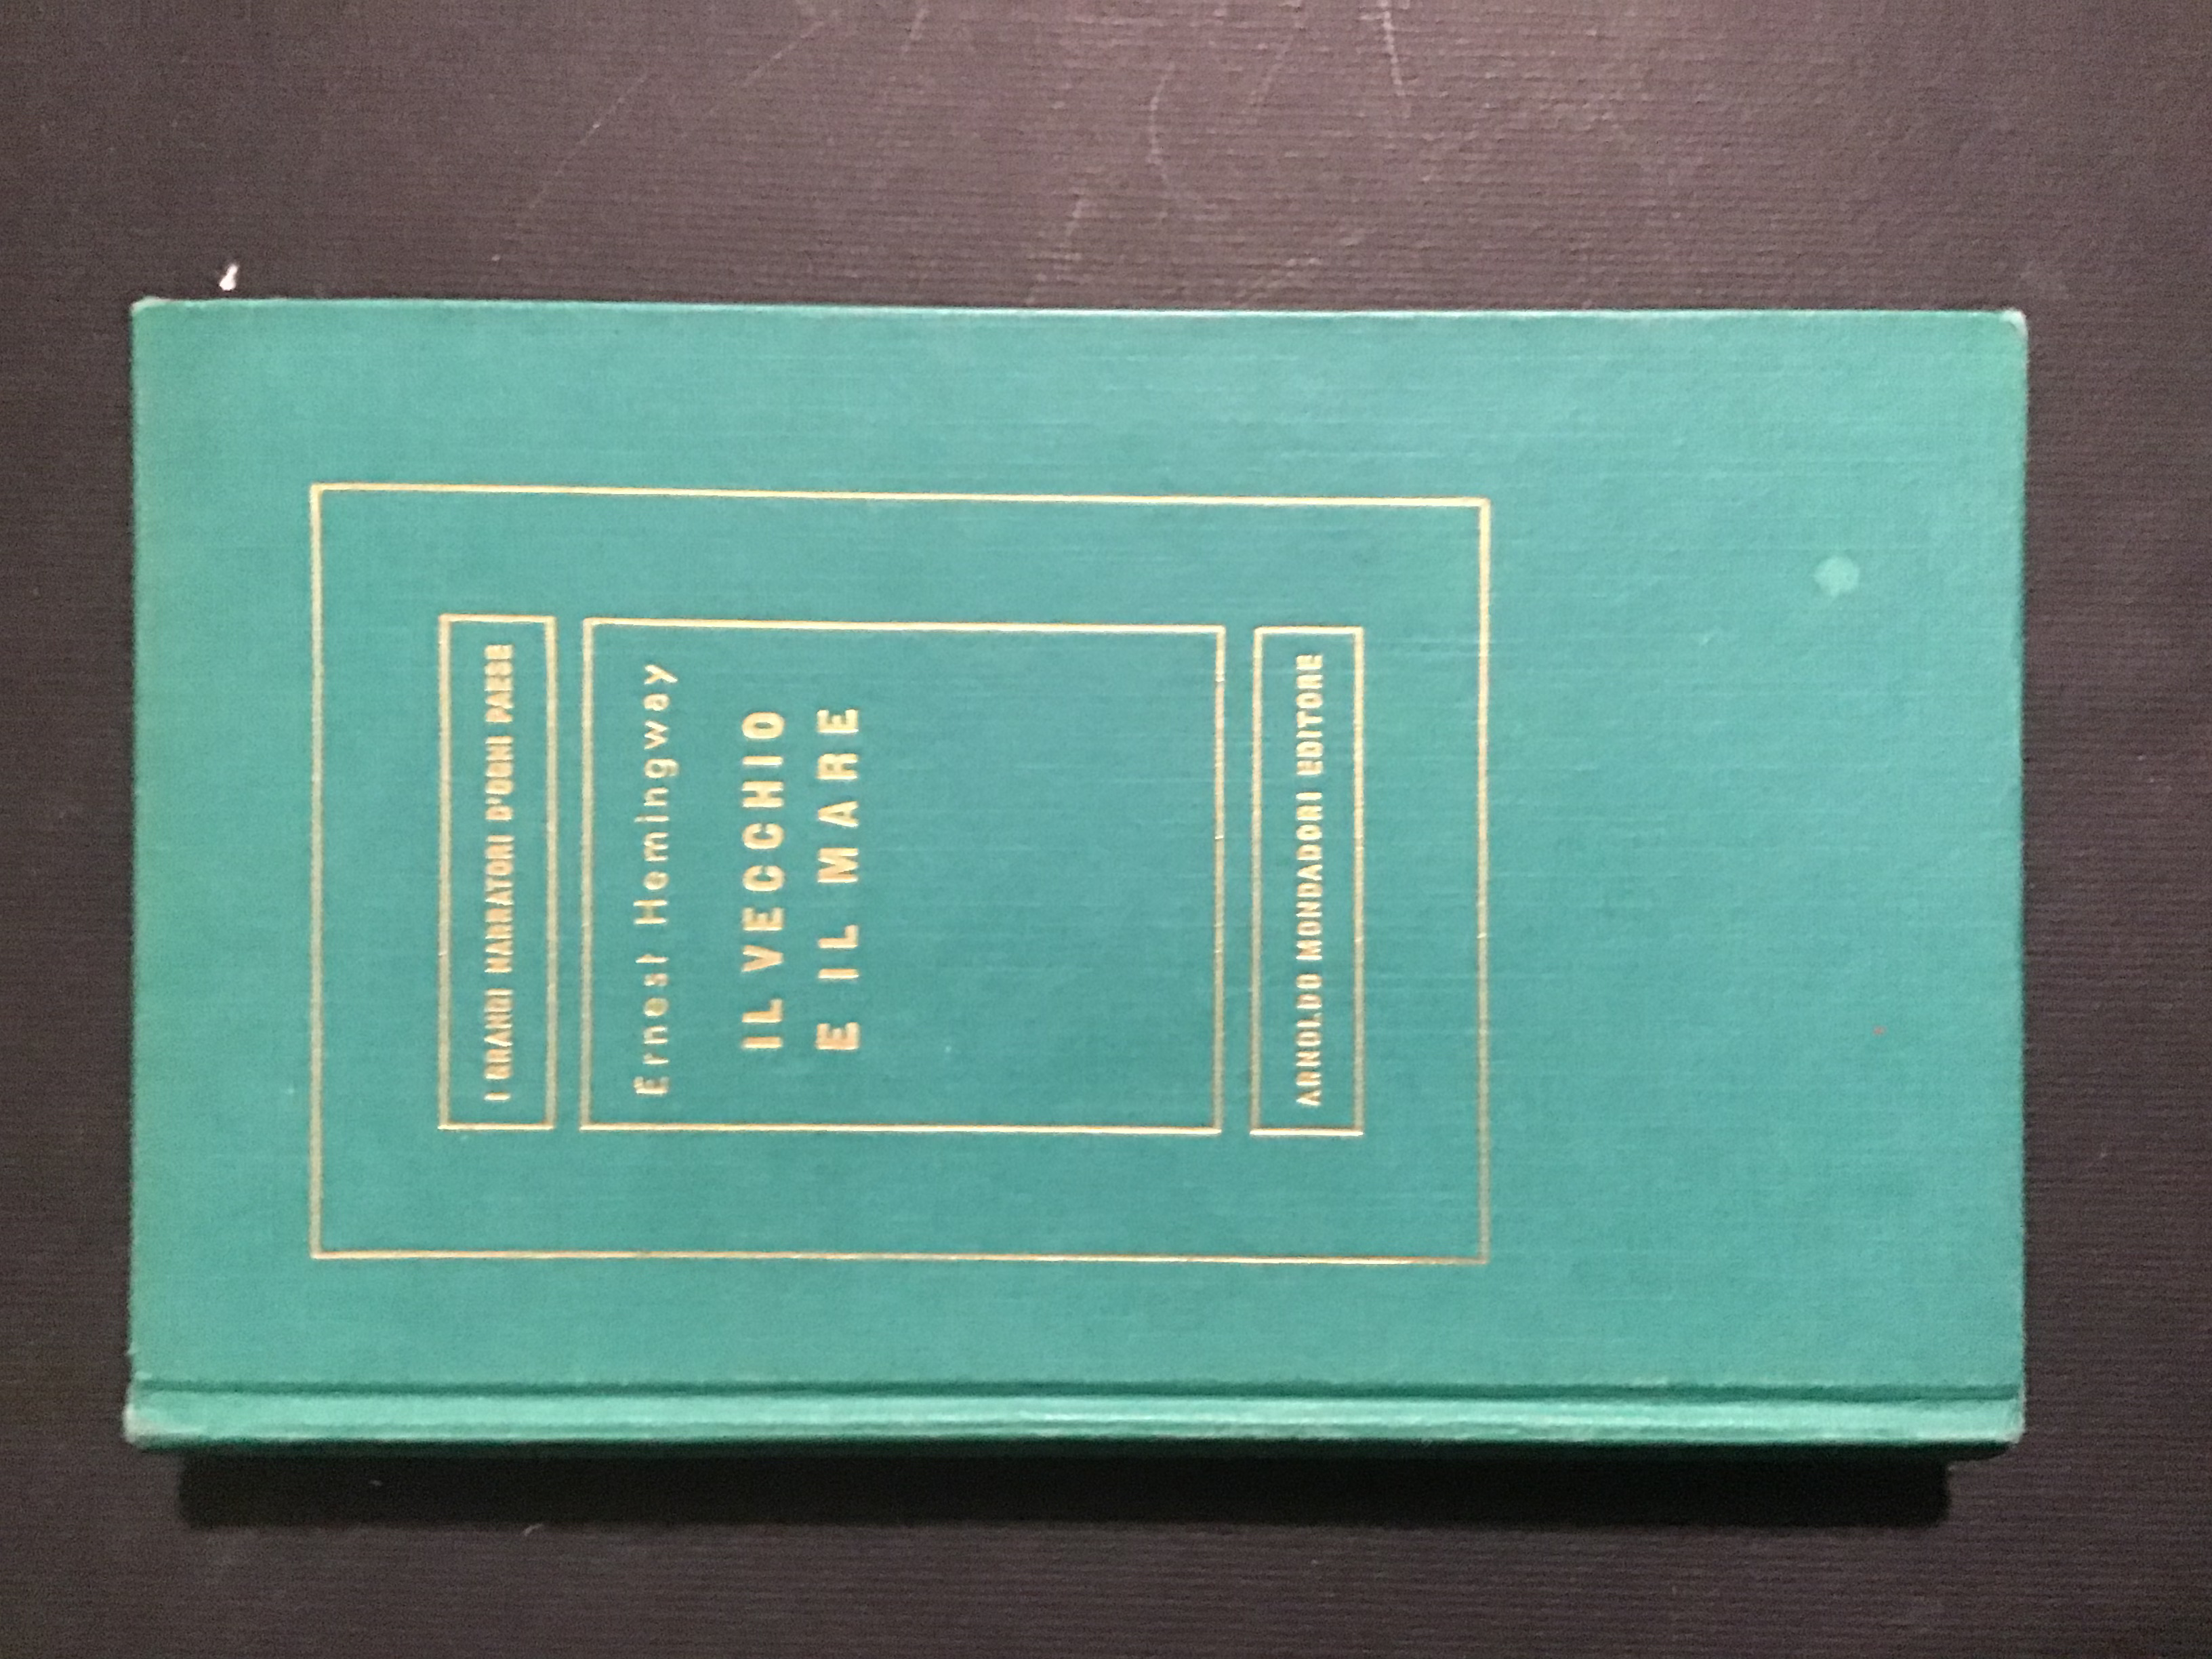 I GRANDI NARRATORI D'OGNI PAESE
Ernest Hemingway
IL VECCHIO
E IL MARE
ARNOLDO MONDADORI EDITORE